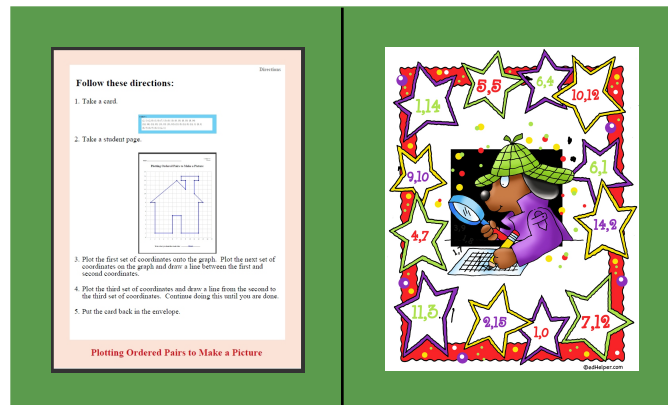 Directions
Follow these directions:
1. Take a card.
2. Take a student page.
Plotting Ordered Pairs to Make a Picture
3. Plot the first set of coordinates onto the graph. Plot the next set of
coordinates on the graph and draw a line between the first and
second coordinates.
4. Plot the third set of coordinates and draw a line from the second to
the third set of coordinates. Continue doing this until you are done.
5. Put the card back in the envelope.
Plotting Ordered Pairs to Make a Picture
5,5
6,4
10,12
1,14
9,10
6,1
4,7
14,2
1,7
11,3
2,15
1,0
7,12
©edHelper.com